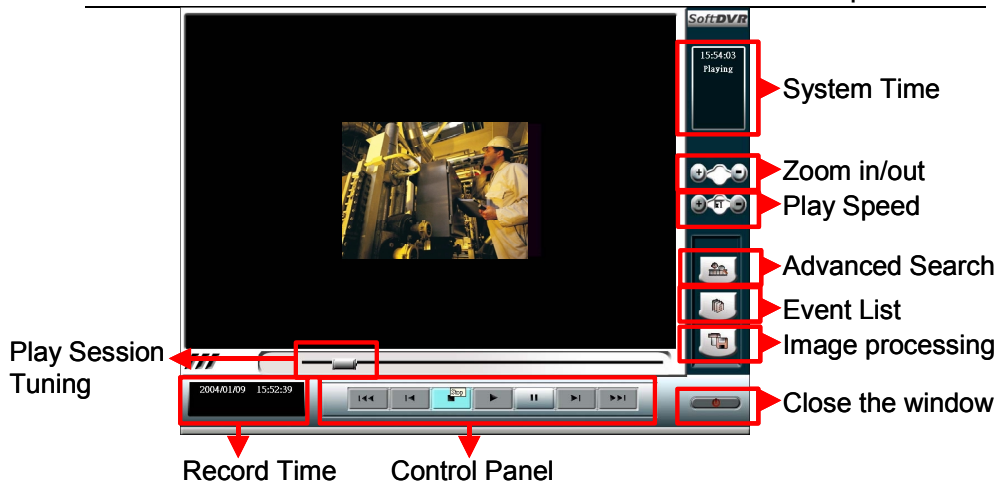 SoftDVR
15:54:03
Playing
System Time
Zoom in/out
Play Speed
Advanced Search
Event List
Image processing
Play Session
Tuning
2004/01/09 15:52:39
Stop
Close the window
Record Time
Control Panel